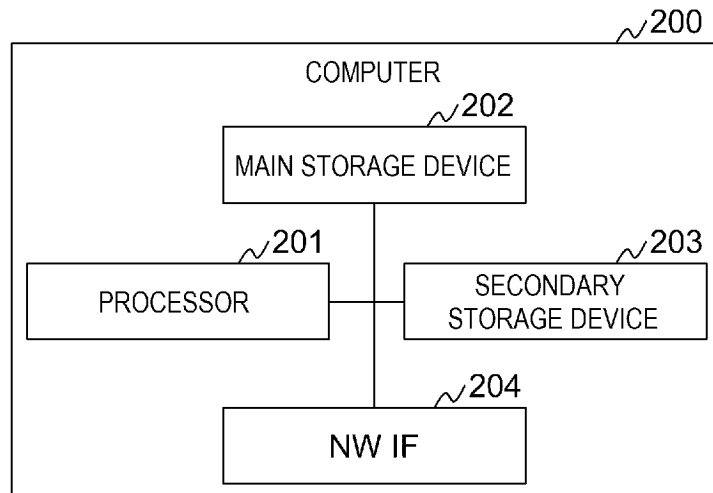 200
COMPUTER
202
MAIN STORAGE DEVICE
201
PROCESSOR
203
SECONDARY
STORAGE DEVICE
204
NW IF